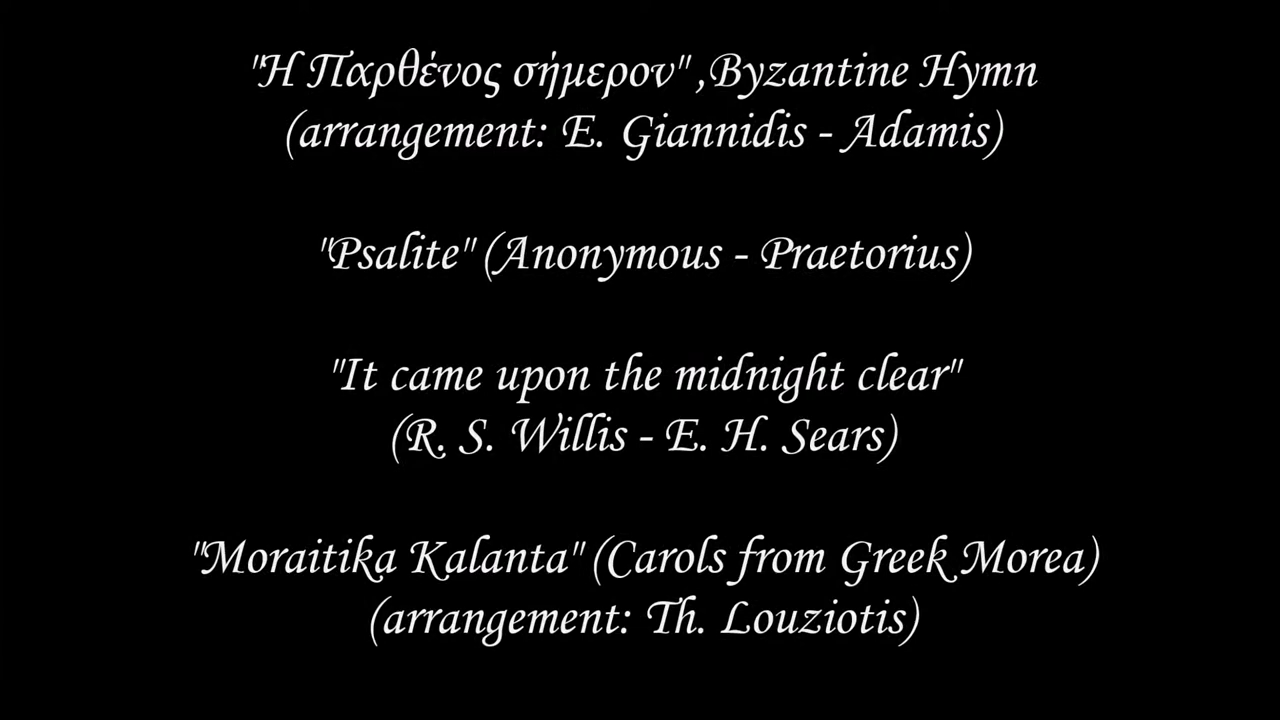 "Η Παρθένος σήμερον" ,Byzantine Hymn
(arrangement: E. Giannidis - Adamis)
"Psalite" (Anonymous - Praetorius)
"It came upon the midnight clear"
(R. S. Willis - E. H. Sears)
"Moraitika Kalanta" (Carols from Greek Morea)
(arrangement: Th. Louziotis)